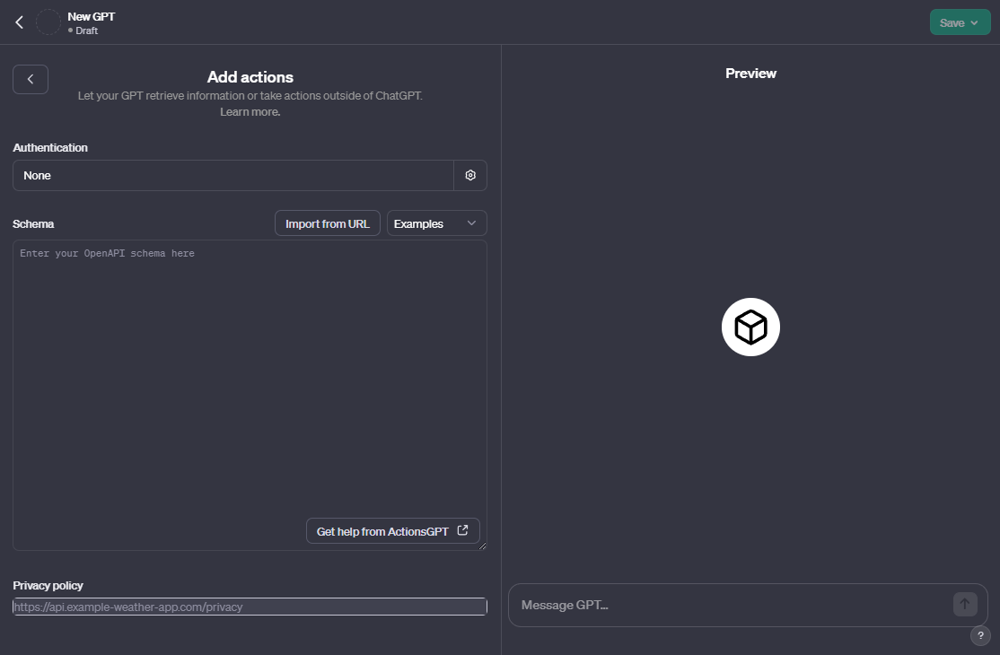 New GPT
Draft
Save
Add actions
Let your GPT retrieve information or take actions outside of ChatGPT.
Learn more.
Authentication
None
Schema
Import from URL
Examples
Enter your OpenAPI schema here
Get help from ActionsGPT
Privacy policy
https://api.example-weather-app.com/privacy
Preview
Message GPT...
?